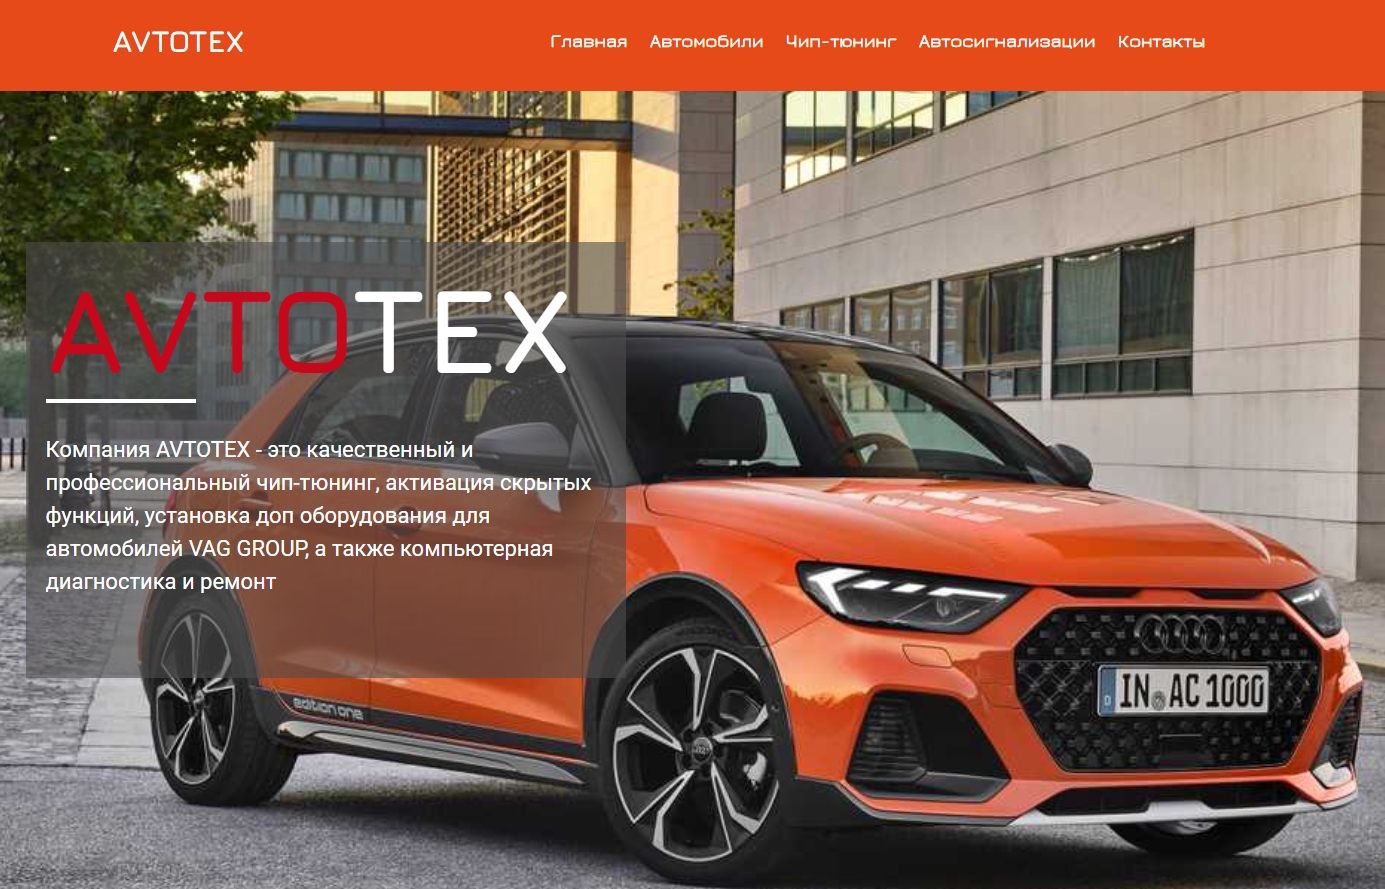 AVTOTEX
Главная Автомобили Чип-тюнинг Автосигнализации Контакты
AVTOTEX
Компания AVTOTEX - это качественный и
профессиональный чип-тюнинг, активация скрытых
функций, установка доп оборудования для
автомобилей VAG GROUP, а также компьютерная
диагностика и ремонт
edition one
D IN AC 1000